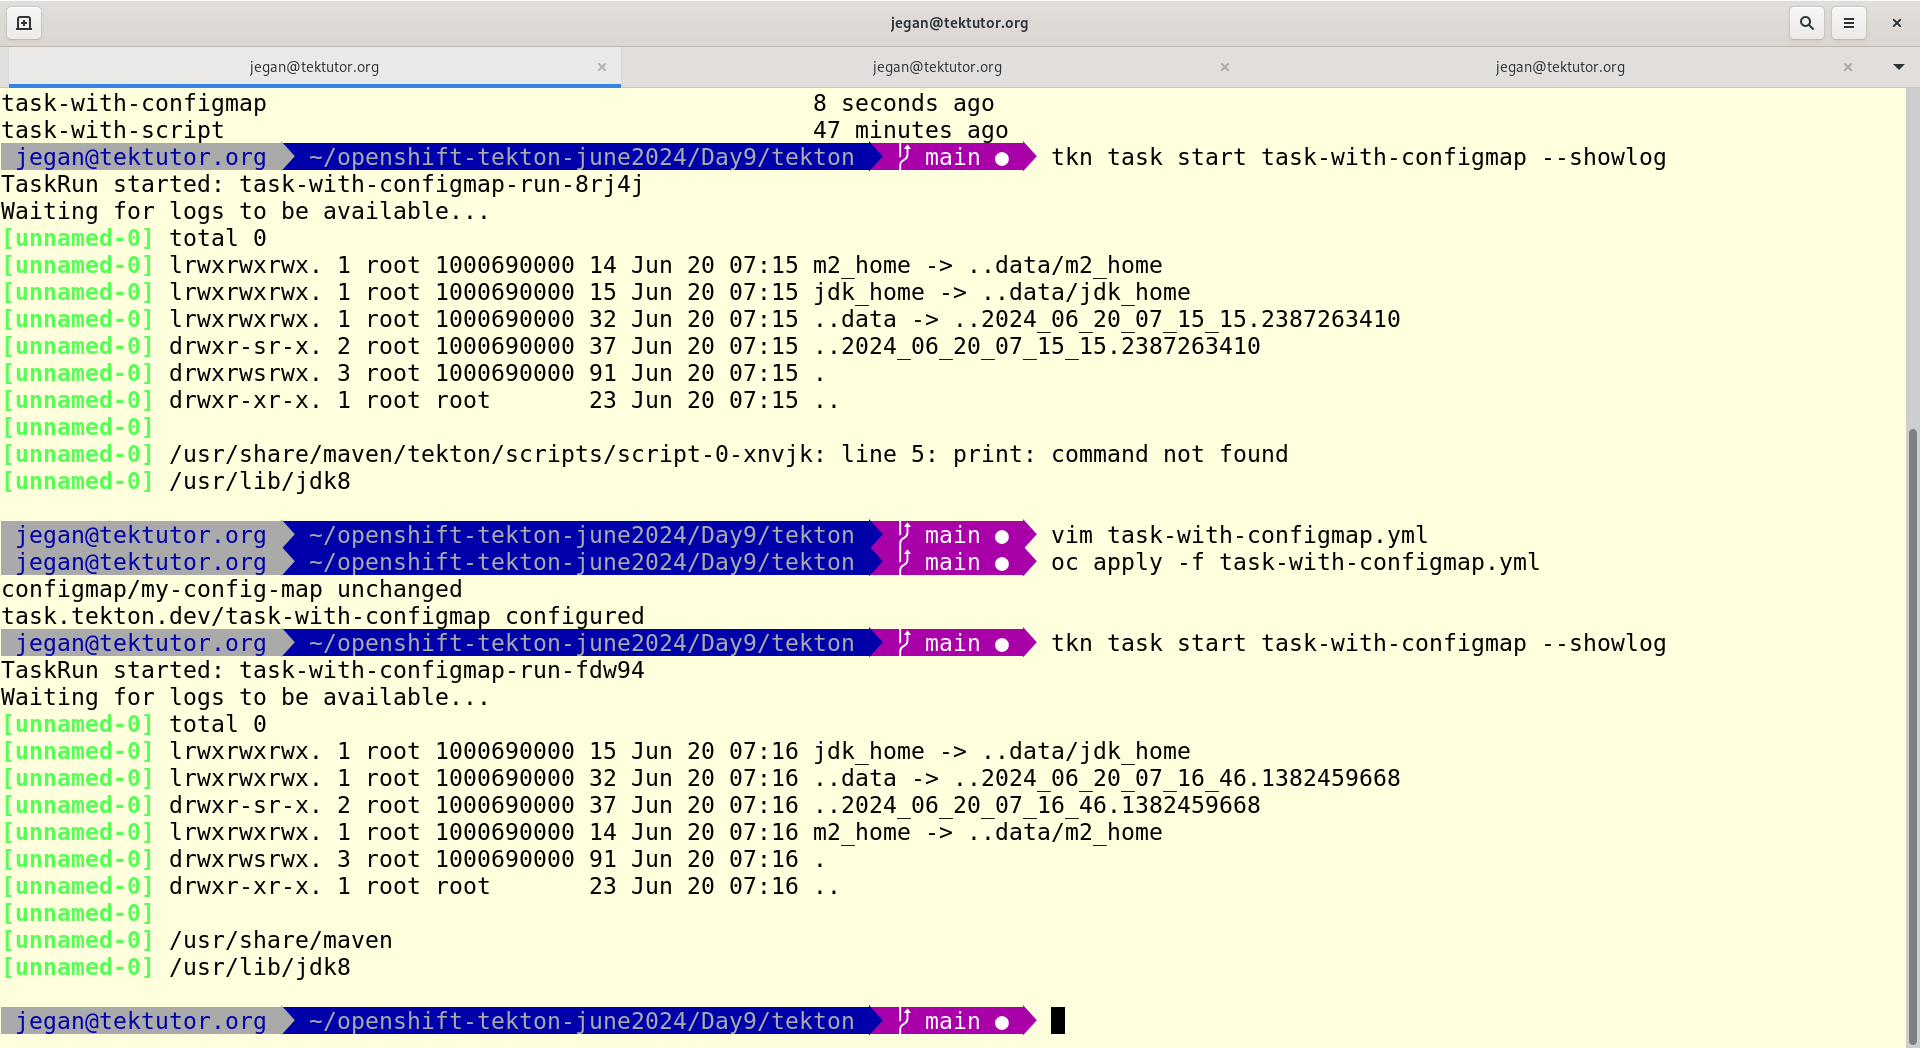 jegan@tektutor.org
jegan@tektutor.org jegan@tektutor.org jegan@tektutor.org
task-with-configmap                                       8 seconds ago
task-with-script                                          47 minutes ago
jegan@tektutor.org ~/openshift-tekton-june2024/Day9/tekton main ● tkn task start task-with-configmap --showlog
TaskRun started: task-with-configmap-run-8rj4j
Waiting for logs to be available...
[unnamed-0] total 0
[unnamed-0] lrwxrwxrwx. 1 root 1000690000 14 Jun 20 07:15 m2_home -> ..data/m2_home
[unnamed-0] lrwxrwxrwx. 1 root 1000690000 15 Jun 20 07:15 jdk_home -> ..data/jdk_home
[unnamed-0] lrwxrwxrwx. 1 root 1000690000 32 Jun 20 07:15 ..data -> ..2024_06_20_07_15_15.2387263410
[unnamed-0] drwxr-sr-x. 2 root 1000690000 37 Jun 20 07:15 ..2024_06_20_07_15_15.2387263410
[unnamed-0] drwxrwsrwx. 3 root 1000690000 91 Jun 20 07:15 .
[unnamed-0] drwxr-xr-x. 1 root root       23 Jun 20 07:15 ..
[unnamed-0]
[unnamed-0] /usr/share/maven/tekton/scripts/script-0-xnvjk: line 5: print: command not found
[unnamed-0] /usr/lib/jdk8
jegan@tektutor.org ~/openshift-tekton-june2024/Day9/tekton main ● vim task-with-configmap.yml
jegan@tektutor.org ~/openshift-tekton-june2024/Day9/tekton main ● oc apply -f task-with-configmap.yml
configmap/my-config-map unchanged
task.tekton.dev/task-with-configmap configured
jegan@tektutor.org ~/openshift-tekton-june2024/Day9/tekton main ● tkn task start task-with-configmap --showlog
TaskRun started: task-with-configmap-run-fdw94
Waiting for logs to be available...
[unnamed-0] total 0
[unnamed-0] lrwxrwxrwx. 1 root 1000690000 15 Jun 20 07:16 jdk_home -> ..data/jdk_home
[unnamed-0] lrwxrwxrwx. 1 root 1000690000 32 Jun 20 07:16 ..data -> ..2024_06_20_07_16_46.1382459668
[unnamed-0] drwxr-sr-x. 2 root 1000690000 37 Jun 20 07:16 ..2024_06_20_07_16_46.1382459668
[unnamed-0] lrwxrwxrwx. 1 root 1000690000 14 Jun 20 07:16 m2_home -> ..data/m2_home
[unnamed-0] drwxrwsrwx. 3 root 1000690000 91 Jun 20 07:16 .
[unnamed-0] drwxr-xr-x. 1 root root       23 Jun 20 07:16 ..
[unnamed-0]
[unnamed-0] /usr/share/maven
[unnamed-0] /usr/lib/jdk8
jegan@tektutor.org ~/openshift-tekton-june2024/Day9/tekton main ●